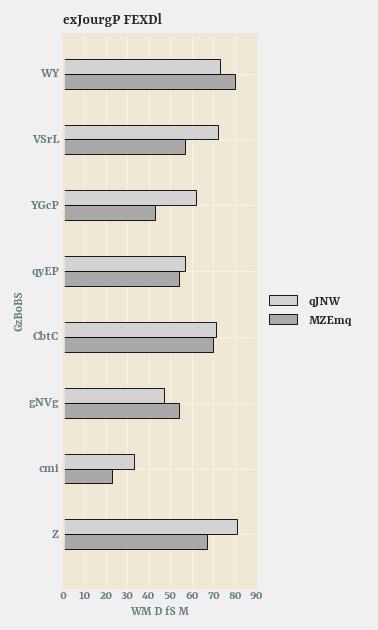 exJourgP FEXDl
WY
VSrL
YGcP
qyEP
CbtC
gNVg
cmi
Z
GzBoBS
0 10 20 30 40 50 60 70 80 90
WM D fS M
qJNW
MZEmq